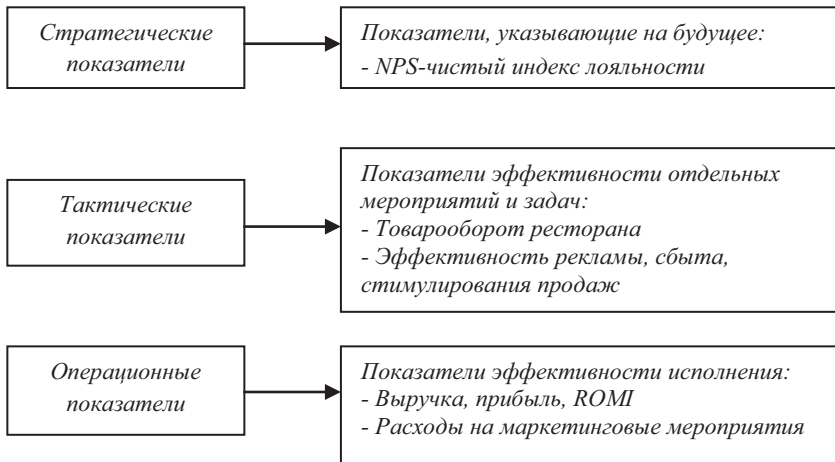 Стратегические
показатели
Показатели, указывающие на будущее:
- NPS-чистый индекс лояльности
Тактические
показатели
Показатели эффективности отдельных
мероприятий и задач:
- Товарооборот ресторана
- Эффективность рекламы, сбыта,
стимулирования продаж
Операционные
показатели
Показатели эффективности исполнения:
- Выручка, прибыль, ROMI
- Расходы на маркетинговые мероприятия